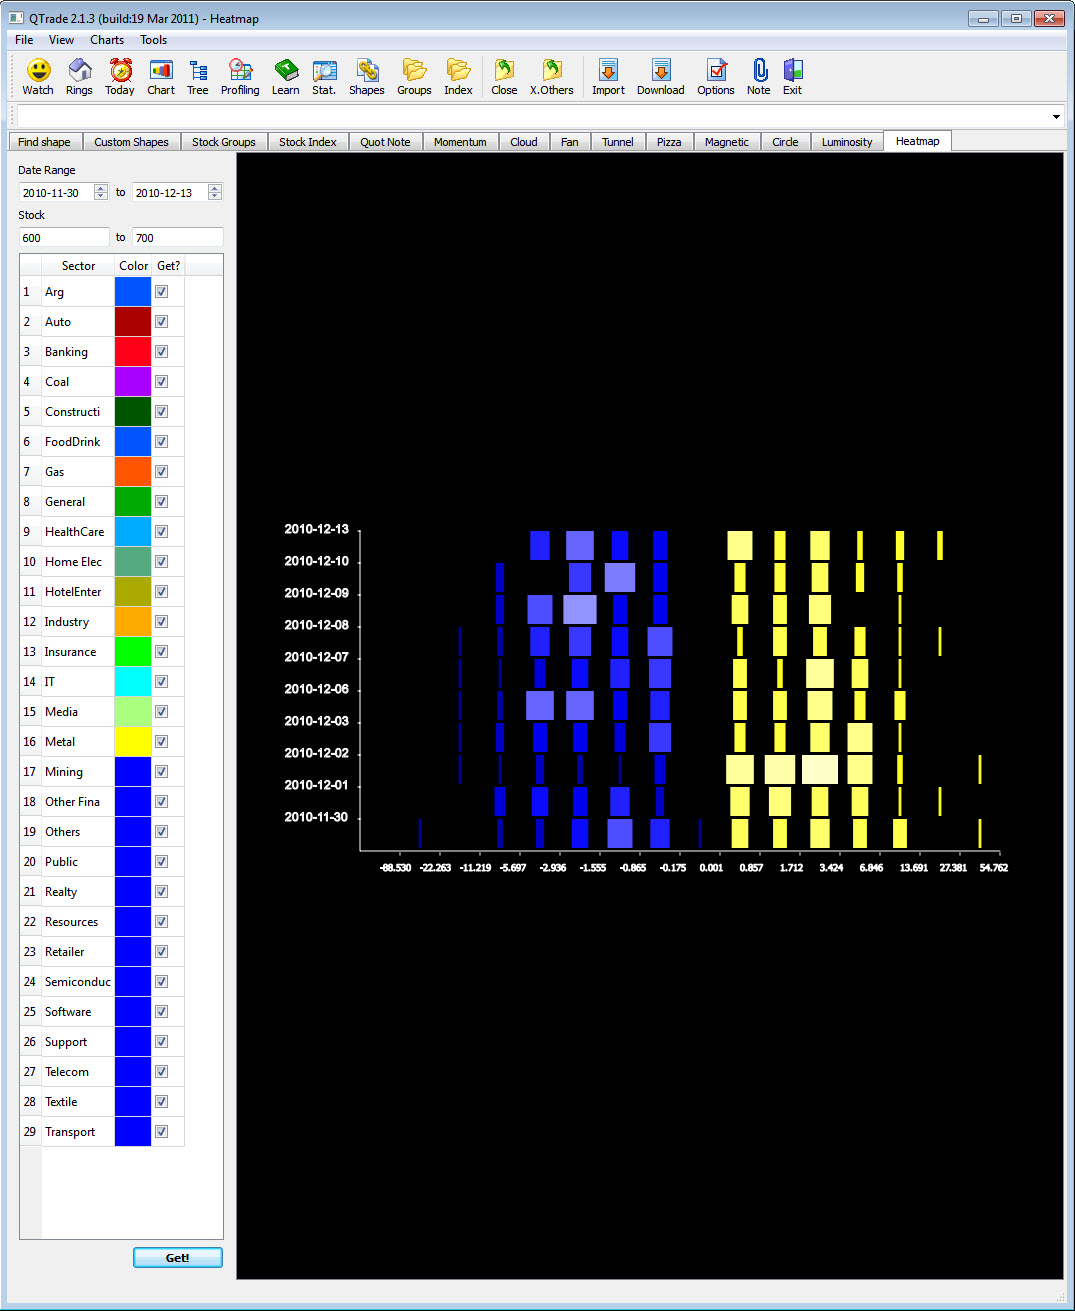 QTrade 2.1.3 (build:19 Mar 2011) - Heatmap
File View Charts Tools
Watch Rings Today Chart Tree Profiling Learn Stat. Shapes Groups Index Close X.Others Import Download Options Note Exit
Find shape Custom Shapes Stock Groups Stock Index Quot Note Momentum Cloud Fan Tunnel Pizza Magnetic Circle Luminosity Heatmap
Date Range
2010-11-30 to 2010-12-13
Stock
600 to 700
Sector Color Get?
1 Arg
2 Auto
3 Banking
4 Coal
5 Constructi
6 FoodDrink
7 Gas
8 General
9 HealthCare
10 Home Elec
11 HotelEnter
12 Industry
13 Insurance
14 IT
15 Media
16 Metal
17 Mining
18 Other Fina
19 Others
20 Public
21 Realty
22 Resources
23 Retailer
24 Semiconduc
25 Software
26 Support
27 Telecom
28 Textile
29 Transport
Get!
2010-12-13
2010-12-10
2010-12-09
2010-12-08
2010-12-07
2010-12-06
2010-12-03
2010-12-02
2010-12-01
2010-11-30
-88.530 -22.263 -11.219 -5.697 -2.936 -1.555 -0.865 -0.175 0.001 0.857 1.712 3.424 6.846 13.691 27.381 54.762